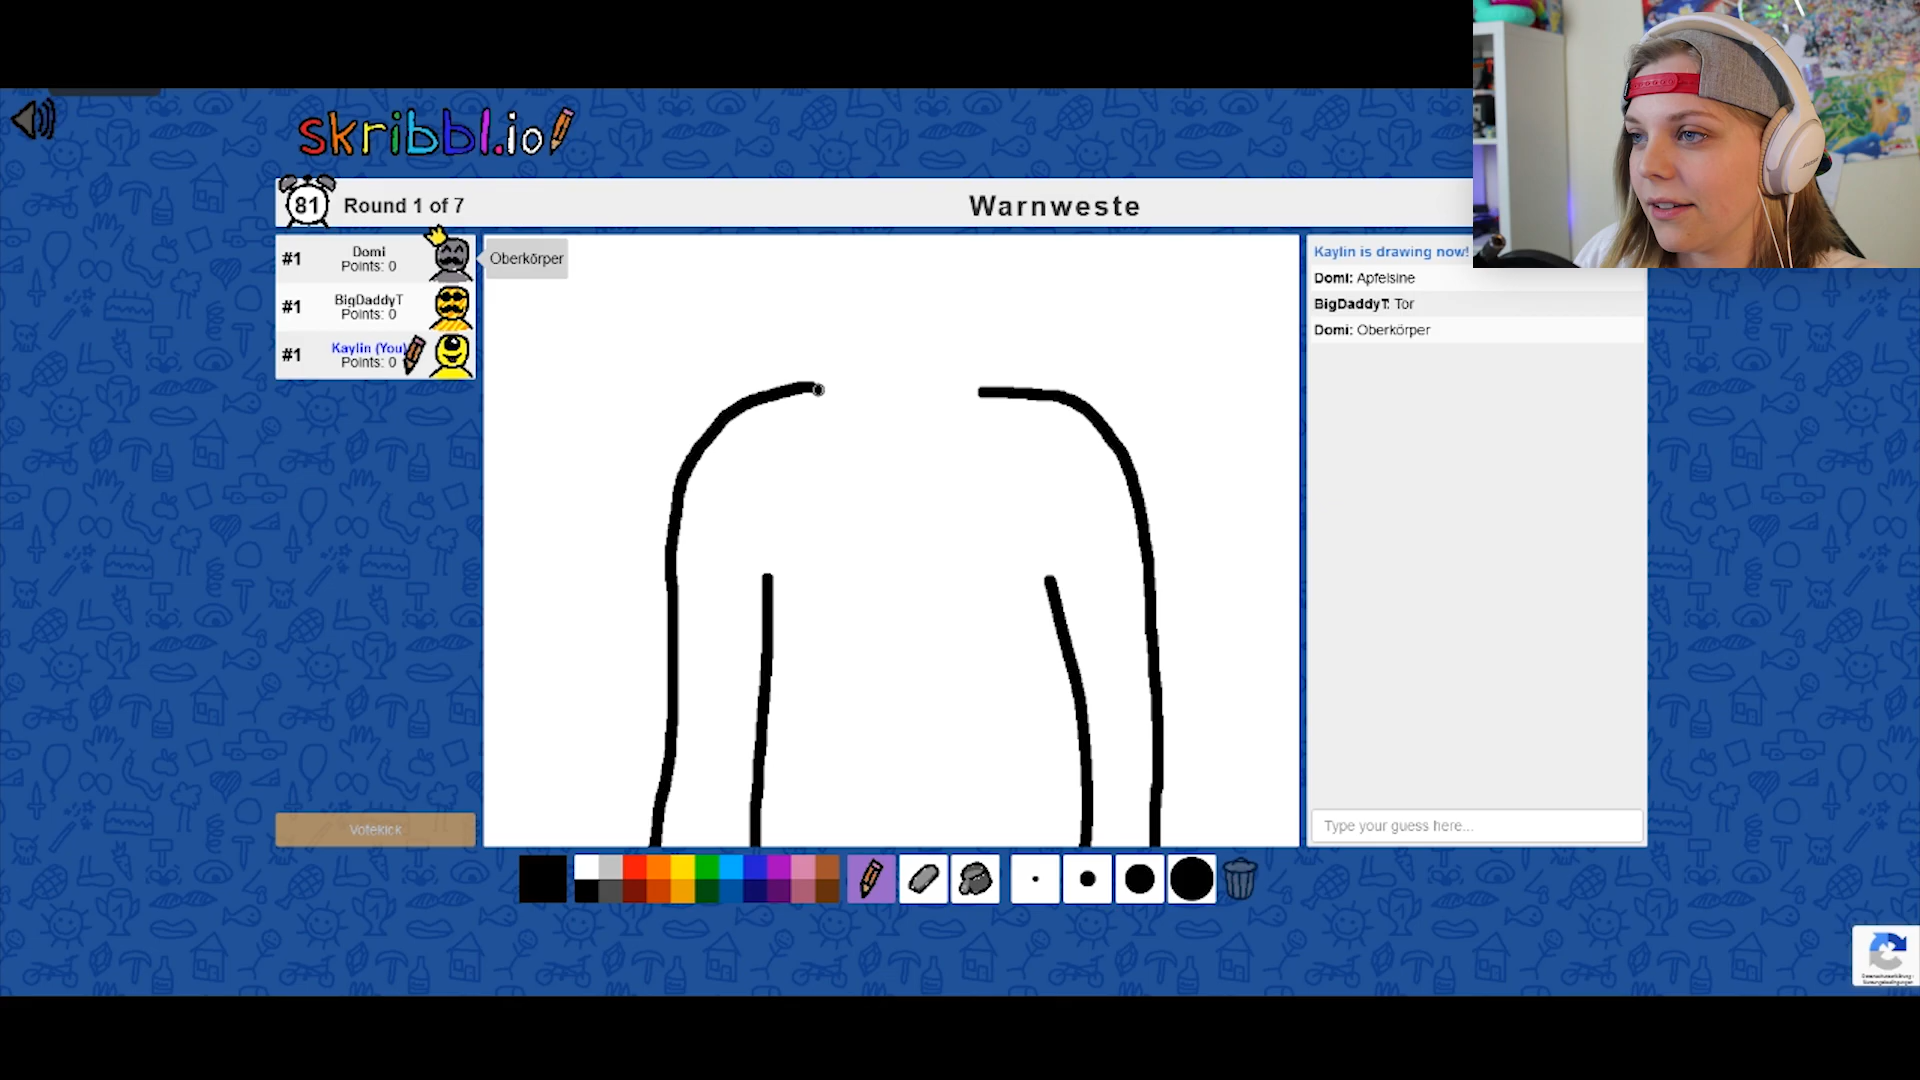 skribbl.io
81
Round 1 of 7
Warnweste
#1
Domi
Points: 0
Oberkörper
#1
BigDaddyT
Points: 0
#1
Kaylin (You)
Points: 0
Kaylin is drawing now!
Domi: Apfelsine
BigDaddyT: Tor
Domi: Oberkörper
Votekick
Type your guess here...